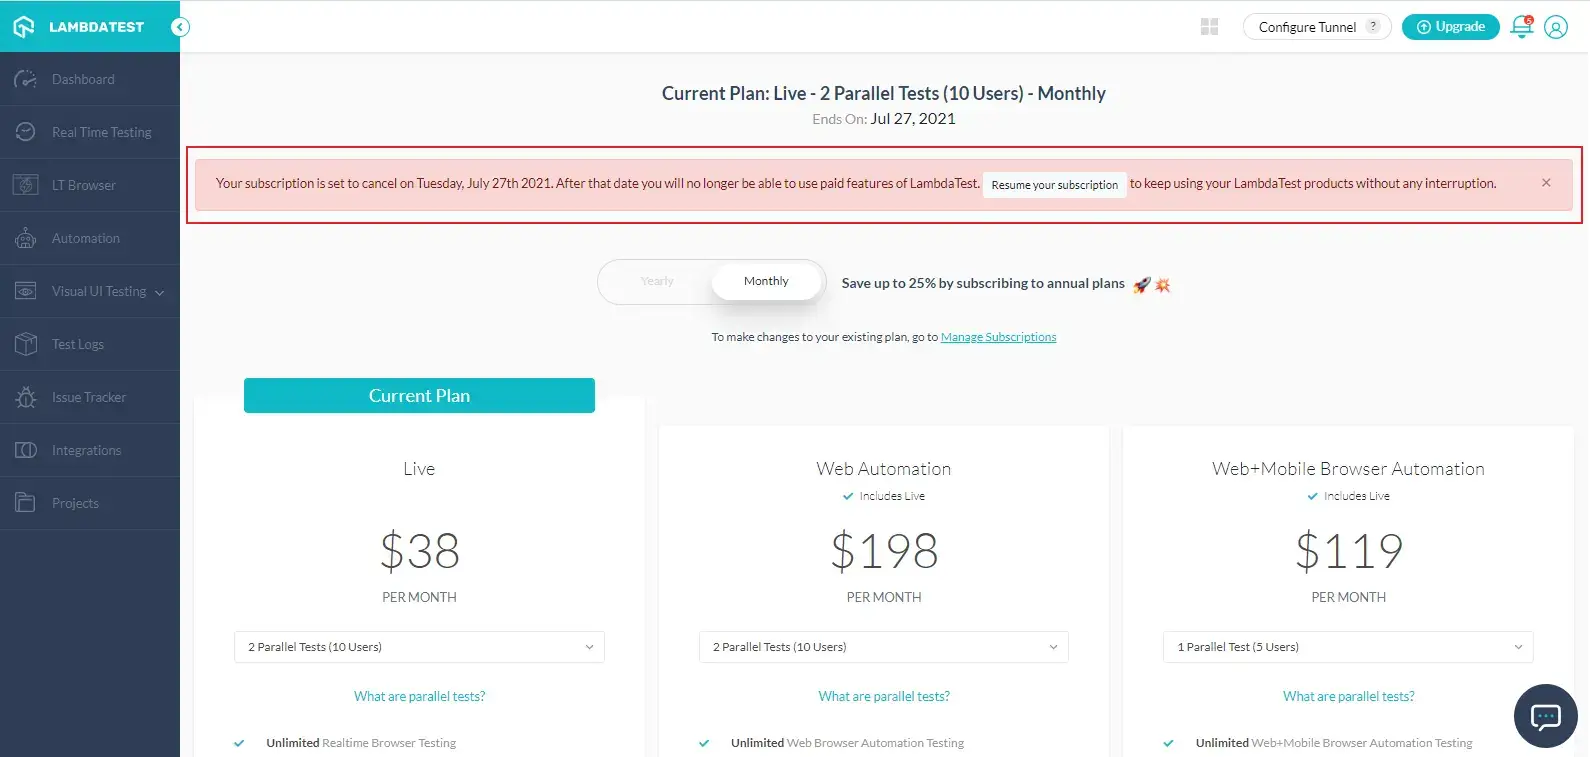 LAMBDATEST
Configure Tunnel ?
Upgrade
5
Dashboard
Real Time Testing
LT Browser
Automation
Visual UI Testing
Test Logs
Issue Tracker
Integrations
Projects
Current Plan: Live - 2 Parallel Tests (10 Users) - Monthly
Ends On: Jul 27, 2021
Your subscription is set to cancel on Tuesday, July 27th 2021. After that date you will no longer be able to use paid features of LambdaTest. Resume your subscription to keep using your LambdaTest products without any interruption. ×
Yearly Monthly Save up to 25% by subscribing to annual plans 🚀 💥
To make changes to your existing plan, go to Manage Subscriptions
Current Plan
Live
$38
PER MONTH
2 Parallel Tests (10 Users)
What are parallel tests?
Unlimited Realtime Browser Testing
Web Automation
Includes Live
$198
PER MONTH
2 Parallel Tests (10 Users)
What are parallel tests?
Unlimited Web Browser Automation Testing
Web+Mobile Browser Automation
Includes Live
$119
PER MONTH
1 Parallel Test (5 Users)
What are parallel tests?
Unlimited Web+Mobile Browser Automation Testing